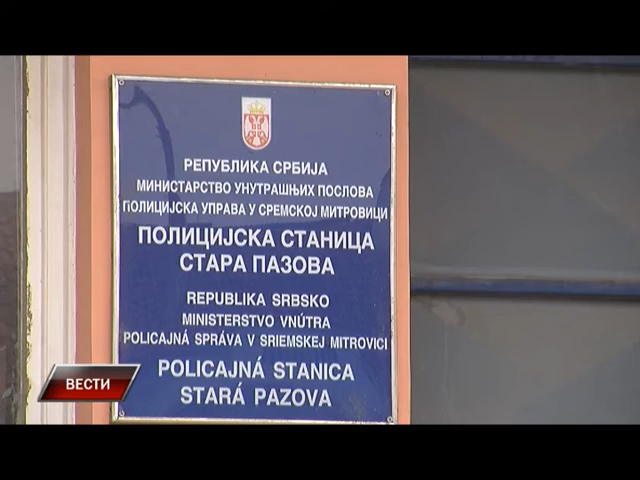 РЕПУБЛИКА СРБИЈА
МИНИСТАРСТВО УНУТРАШЊИХ ПОСЛОВА
ПОЛИЦИЈСКА УПРАВА У СРЕМСКОЈ МИТРОВИЦИ
ПОЛИЦИЈСКА СТАНИЦА
СТАРА ПАЗОВА
REPUBLIKA SRBSKO
MINISTERSTVO VNÚTRA
POLICAJNÁ SPRÁVA V SRIEMSKEJ MITROVICI
POLICAJNÁ STANICA
STARÁ PAZOVA
ВЕСТИ